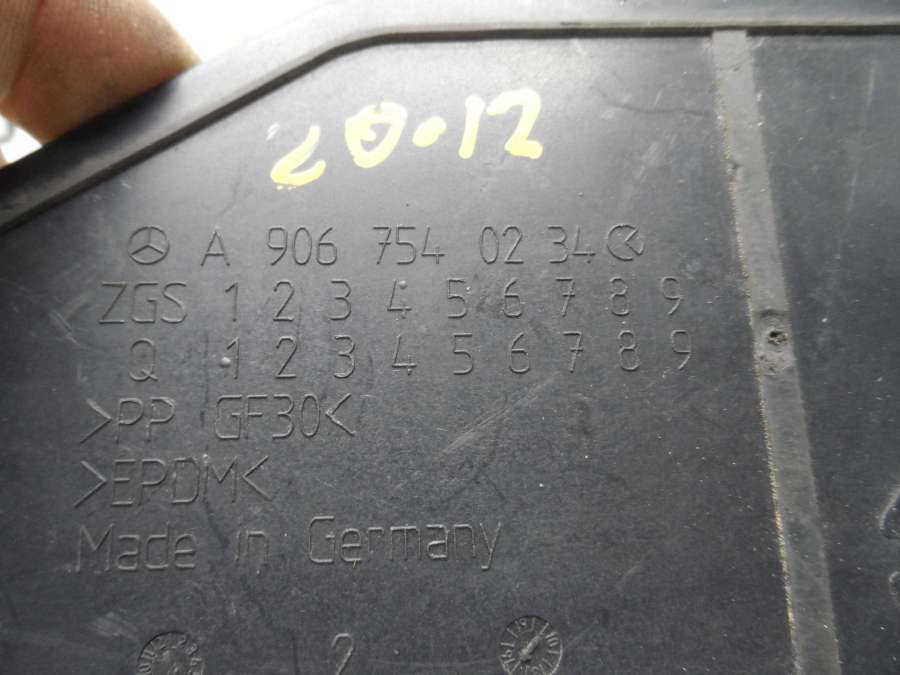 20.12
A 906 754 02 34
ZGS 1 2 3 4 5 6 7 8 9
Q 1 2 3 4 5 6 7 8 9
>PP GF30<
>EPDM<
Made in Germany
2